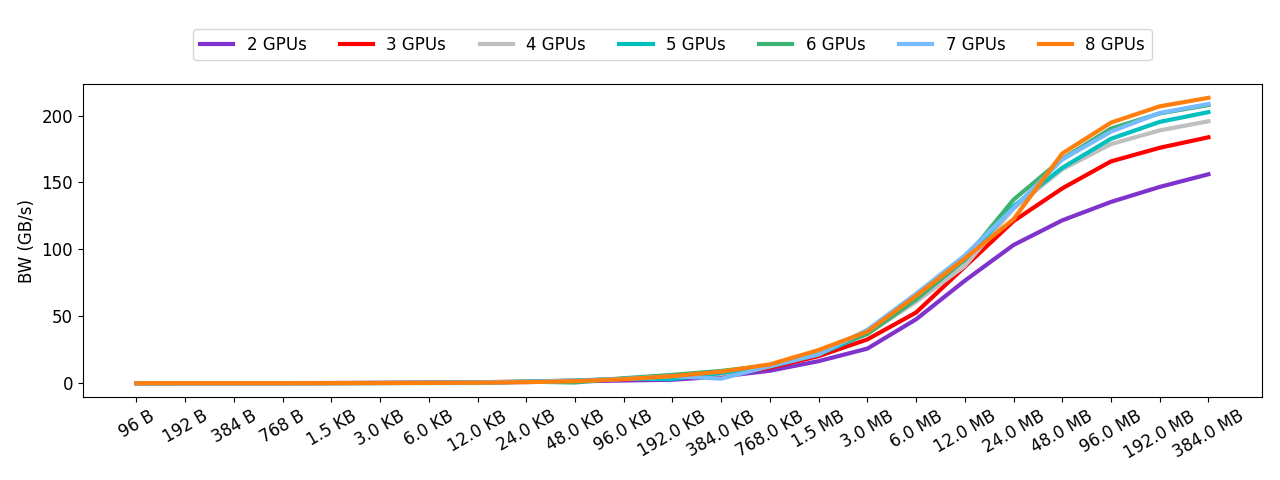 2 GPUs 3 GPUs 4 GPUs 5 GPUs 6 GPUs 7 GPUs 8 GPUs
BW (GB/s)
200
150
100
50
0
96 B 192 B 384 B 768 B 1.5 KB 3.0 KB 6.0 KB 12.0 KB 24.0 KB 48.0 KB 96.0 KB 192.0 KB 384.0 KB 768.0 KB 1.5 MB 3.0 MB 6.0 MB 12.0 MB 24.0 MB 48.0 MB 96.0 MB 192.0 MB 384.0 MB